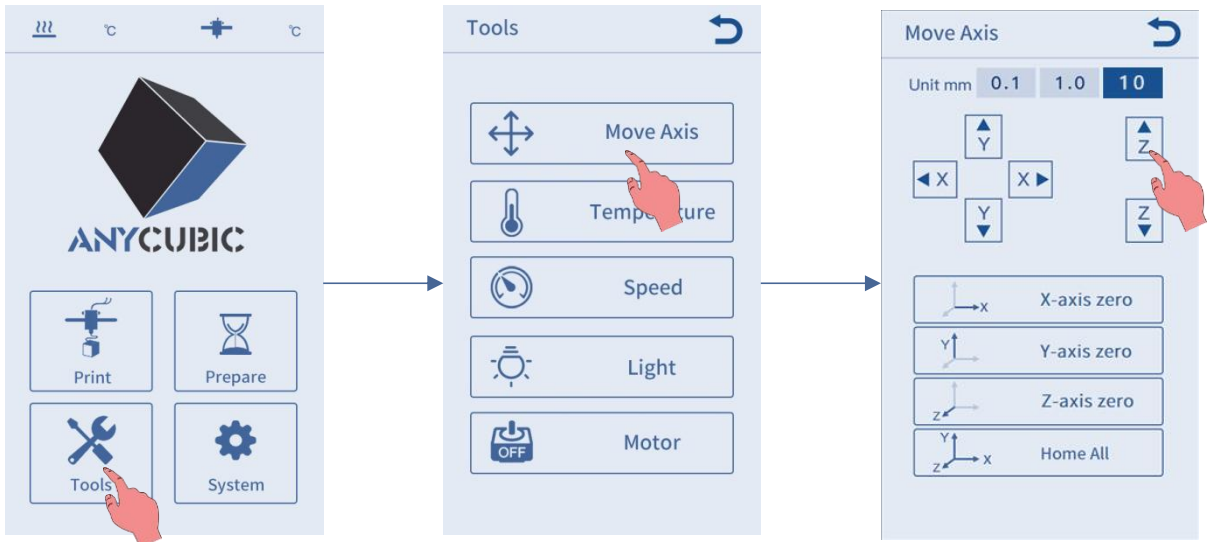 ℃ ℃
ANYCUBIC
Print Prepare
Tools System
Tools
Move Axis
Temperature
Speed
Light
OFF Motor
Move Axis
Unit mm 0.1 1.0 10
Y Z
X X
Y Z
X X-axis zero
Y Y-axis zero
Z Z-axis zero
Y
Z X Home All